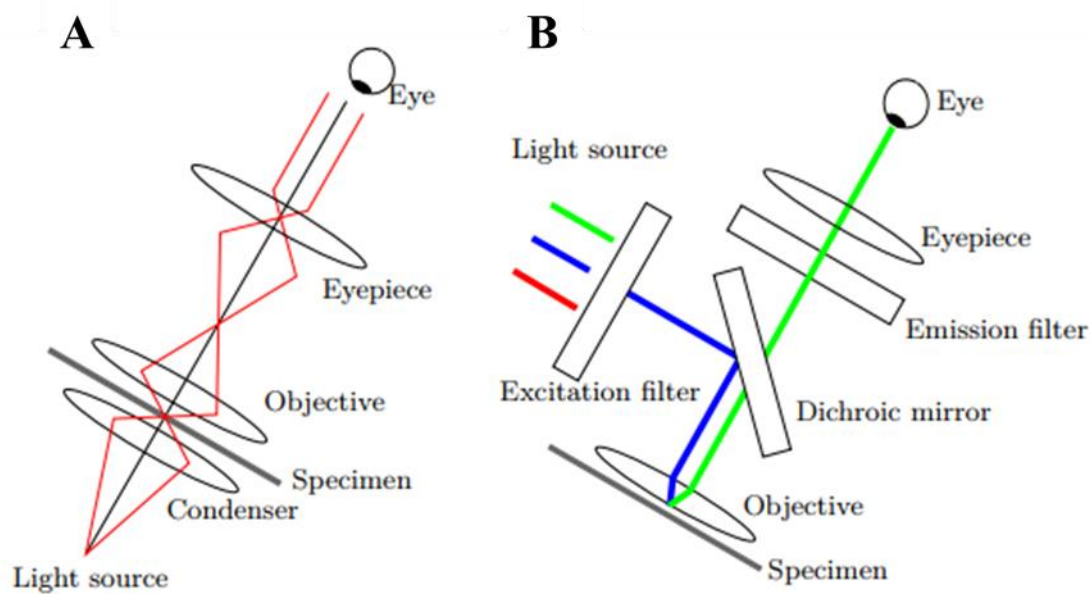 A
Eye
Eyepiece
Objective
Specimen
Condenser
Light source
B
Eye
Light source
Eyepiece
Emission filter
Excitation filter
Dichroic mirror
Objective
Specimen